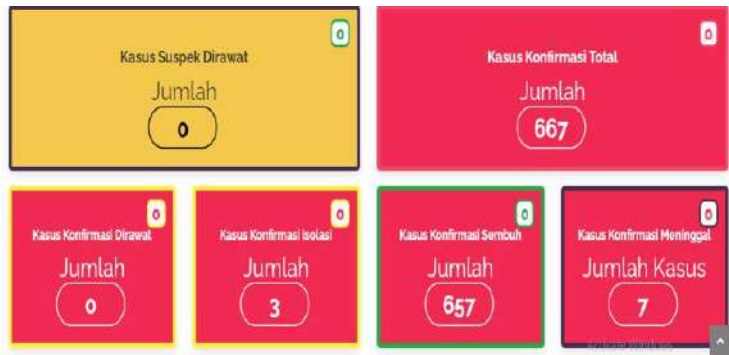 0
Kasus Suspek Dirawat
Jumlah
0
0
Kasus Konfirmasi Total
Jumlah
667
0
Kasus Konfirmasi Dirawat
Jumlah
0
0
Kasus Konfirmasi Isolasi
Jumlah
3
0
Kasus Konfirmasi Sembuh
Jumlah
657
0
Kasus Konfirmasi Meninggal
Jumlah Kasus
7